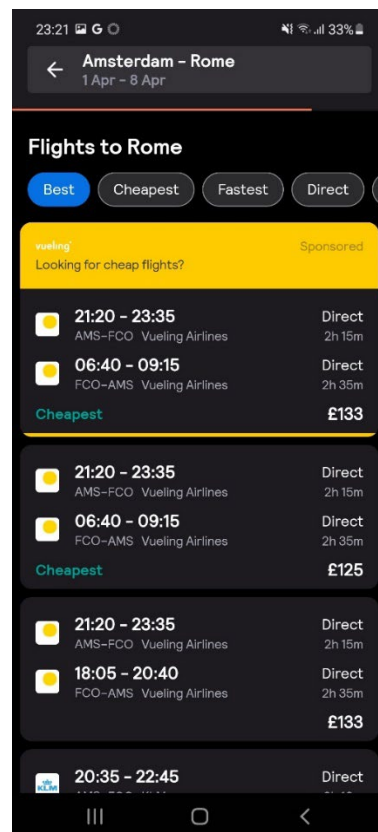 23:21 G 33%
Amsterdam – Rome
1 Apr – 8 Apr
Flights to Rome
Best Cheapest Fastest Direct
vueling Sponsored
Looking for cheap flights?
21:20 – 23:35 Direct
AMS–FCO Vueling Airlines 2h 15m
06:40 – 09:15 Direct
FCO–AMS Vueling Airlines 2h 35m
Cheapest £133
21:20 – 23:35 Direct
AMS–FCO Vueling Airlines 2h 15m
06:40 – 09:15 Direct
FCO–AMS Vueling Airlines 2h 35m
Cheapest £125
21:20 – 23:35 Direct
AMS–FCO Vueling Airlines 2h 15m
18:05 – 20:40 Direct
FCO–AMS Vueling Airlines 2h 35m
£133
KLM 20:35 – 22:45 Direct